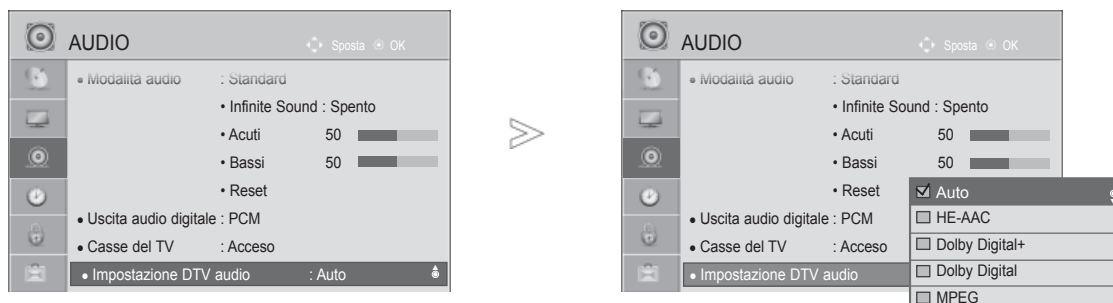 AUDIO
Sposta OK
• Modalità audio : Standard
• Infinite Sound : Spento
• Acuti 50
• Bassi 50
• Reset
• Uscita audio digitale : PCM
• Casse del TV : Acceso
• Impostazione DTV audio : Auto
AUDIO
Sposta OK
• Modalità audio : Standard
• Infinite Sound : Spento
• Acuti 50
• Bassi 50
• Reset
• Uscita audio digitale : PCM
• Casse del TV : Acceso
• Impostazione DTV audio
Auto
HE-AAC
Dolby Digital+
Dolby Digital
MPEG